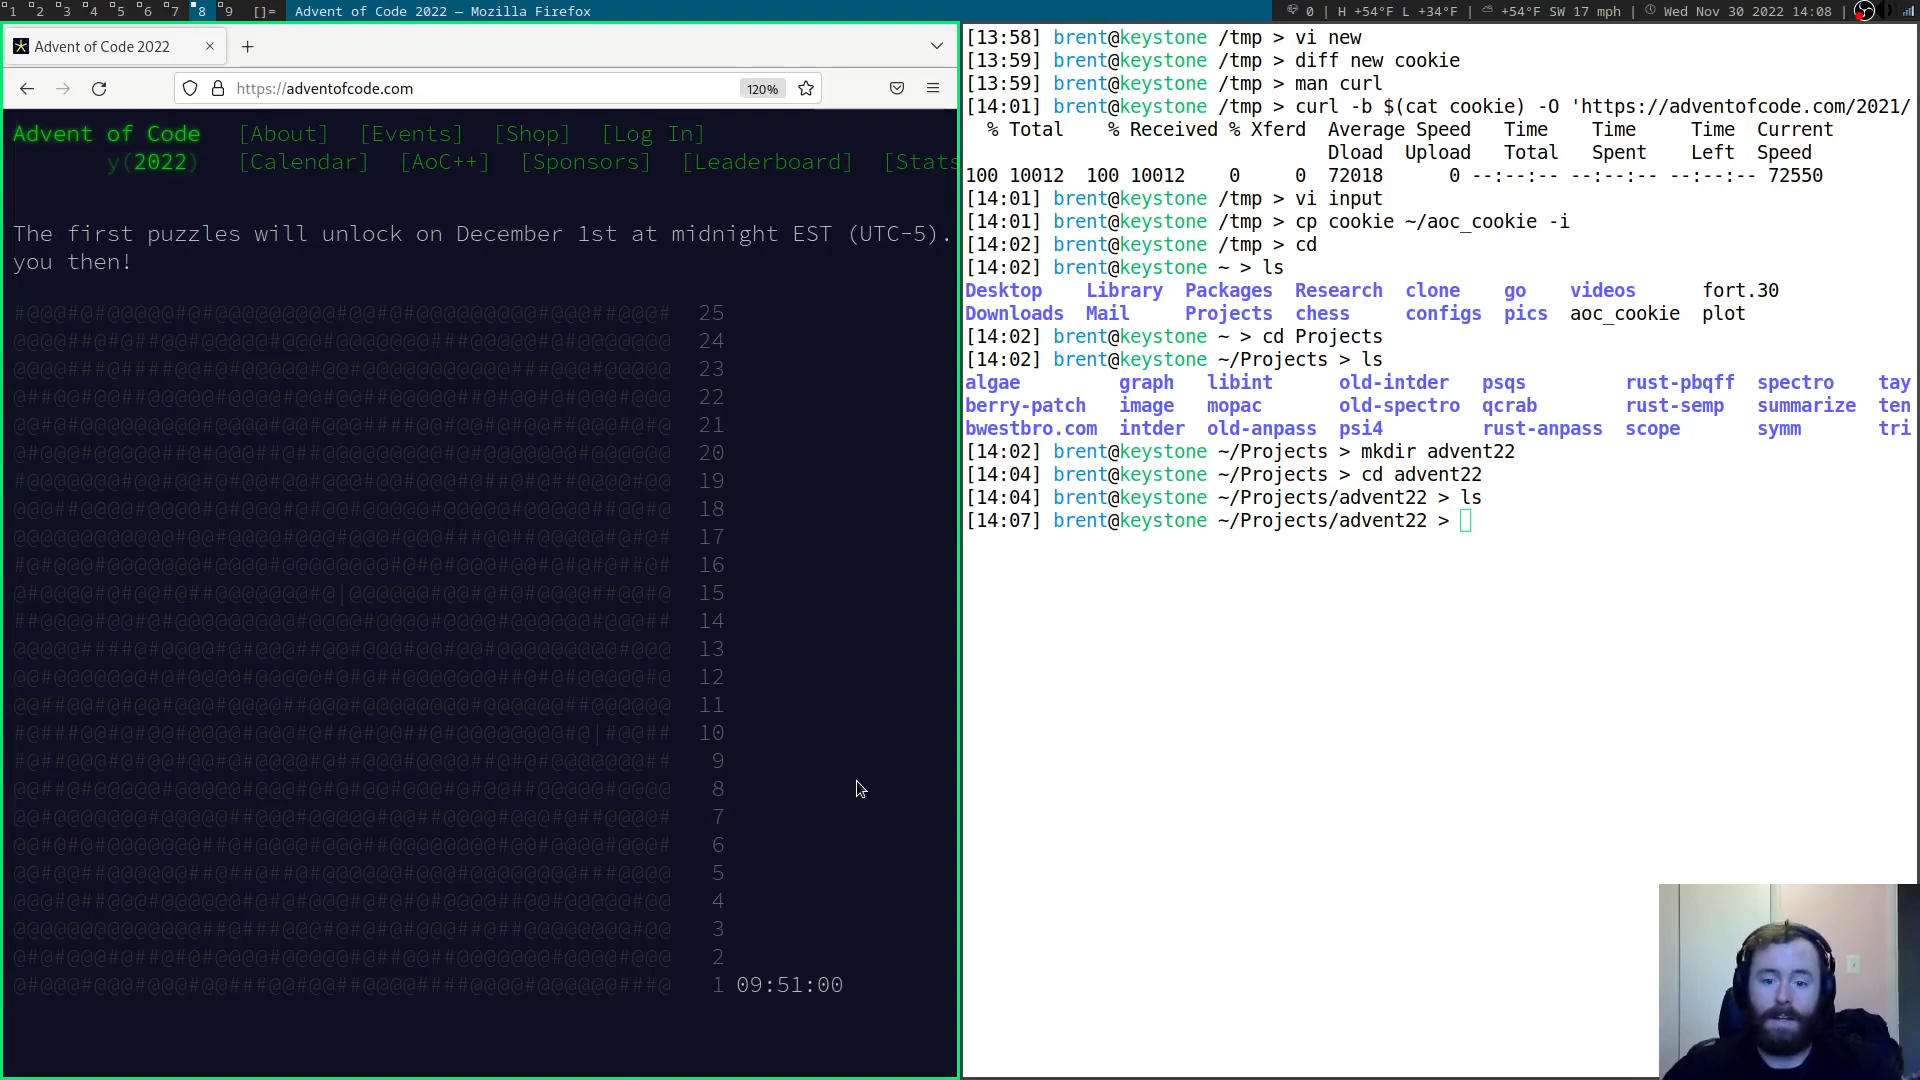 1 2 3 4 5 6 7 8 9 []= Advent of Code 2022 — Mozilla Firefox 0 | H +54°F L +34°F | +54°F SW 17 mph | Wed Nov 30 2022 14:08 |
Advent of Code 2022
https://adventofcode.com 120%
Advent of Code [About] [Events] [Shop] [Log In]
y(2022) [Calendar] [AoC++] [Sponsors] [Leaderboard] [Stats
The first puzzles will unlock on December 1st at midnight EST (UTC-5).
you then!
25
24
23
22
21
20
19
18
17
16
15
14
13
12
11
10
9
8
7
6
5
4
3
2
1 09:51:00
[13:58] brent@keystone /tmp > vi new
[13:59] brent@keystone /tmp > diff new cookie
[13:59] brent@keystone /tmp > man curl
[14:01] brent@keystone /tmp > curl -b $(cat cookie) -O 'https://adventofcode.com/2021/
% Total % Received % Xferd Average Speed Time Time Time Current
Dload Upload Total Spent Left Speed
100 10012 100 10012 0 0 72018 0 --:--:-- --:--:-- --:--:-- 72550
[14:01] brent@keystone /tmp > vi input
[14:01] brent@keystone /tmp > cp cookie ~/aoc_cookie -i
[14:02] brent@keystone /tmp > cd
[14:02] brent@keystone ~ > ls
Desktop Library Packages Research clone go videos fort.30
Downloads Mail Projects chess configs pics aoc_cookie plot
[14:02] brent@keystone ~ > cd Projects
[14:02] brent@keystone ~/Projects > ls
algae graph libint old-intder psqs rust-pbqff spectro tay
berry-patch image mopac old-spectro qcrab rust-semp summarize ten
bwestbro.com intder old-anpass psi4 rust-anpass scope symm tri
[14:02] brent@keystone ~/Projects > mkdir advent22
[14:04] brent@keystone ~/Projects > cd advent22
[14:04] brent@keystone ~/Projects/advent22 > ls
[14:07] brent@keystone ~/Projects/advent22 >